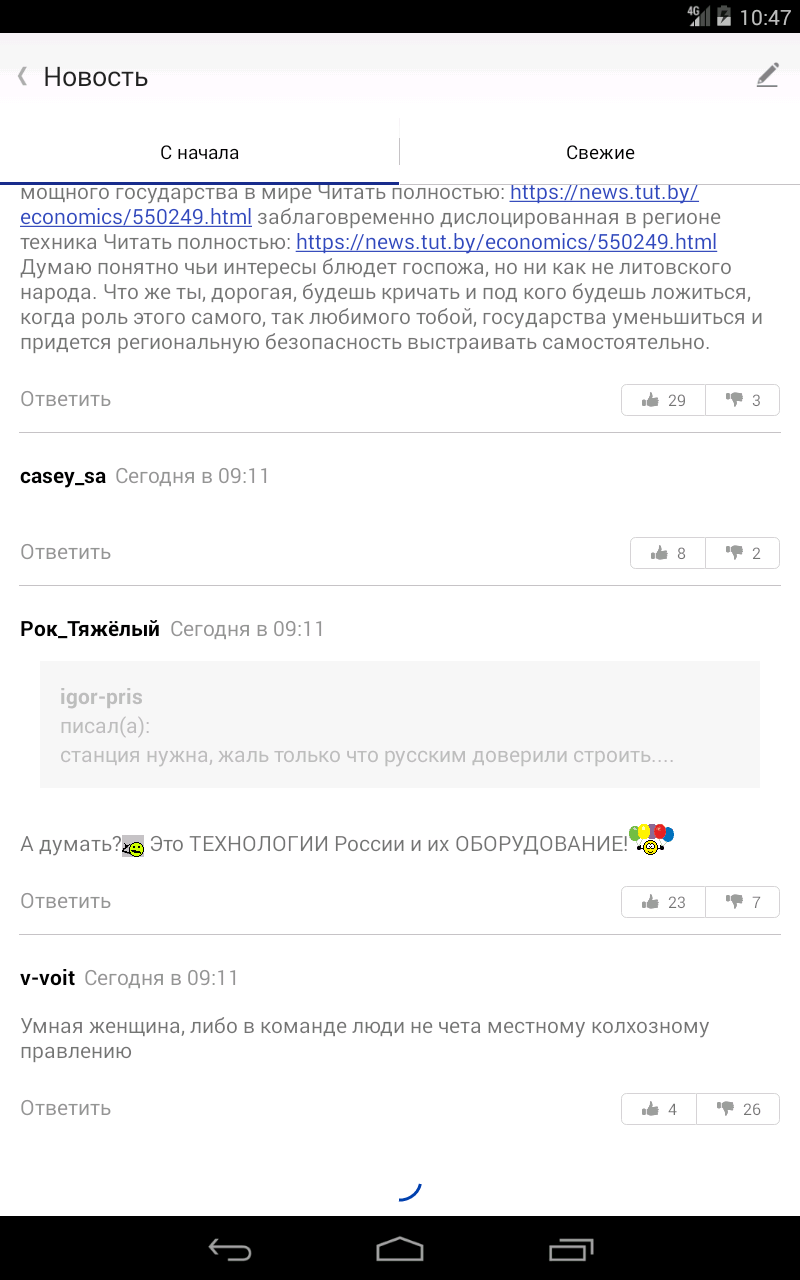 4G 10:47
Новость
С начала Свежие
мощного государства в мире Читать полностью: https://news.tut.by/
economics/550249.html заблаговременно дислоцированная в регионе
техника Читать полностью: https://news.tut.by/economics/550249.html
Думаю понятно чьи интересы блюдет госпожа, но ни как не литовского
народа. Что же ты, дорогая, будешь кричать и под кого будешь ложиться,
когда роль этого самого, так любимого тобой, государства уменьшиться и
придется региональную безопасность выстраивать самостоятельно.
Ответить 29 3
casey_sa Сегодня в 09:11
Ответить 8 2
Рок_Тяжёлый Сегодня в 09:11
igor-pris
писал(а):
станция нужна, жаль только что русским доверили строить....
А думать? Это ТЕХНОЛОГИИ России и их ОБОРУДОВАНИЕ!
Ответить 23 7
v-voit Сегодня в 09:11
Умная женщина, либо в команде люди не чета местному колхозному
правлению
Ответить 4 26